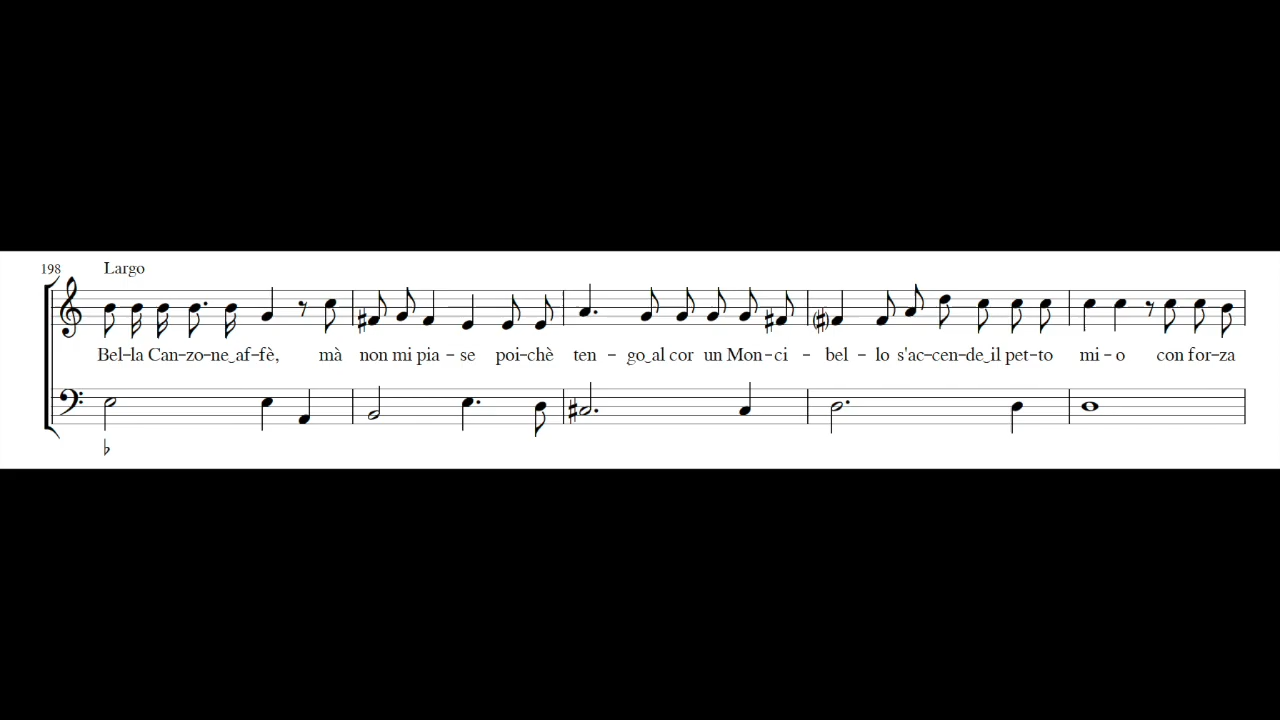 198 Largo
Bel-la Can-zo-ne‿af-fè, mà non mi pia-se poi-chè ten-go‿al cor un Mon-ci-bel-lo s'ac-cen-de‿il pet-to mi-o con for-za